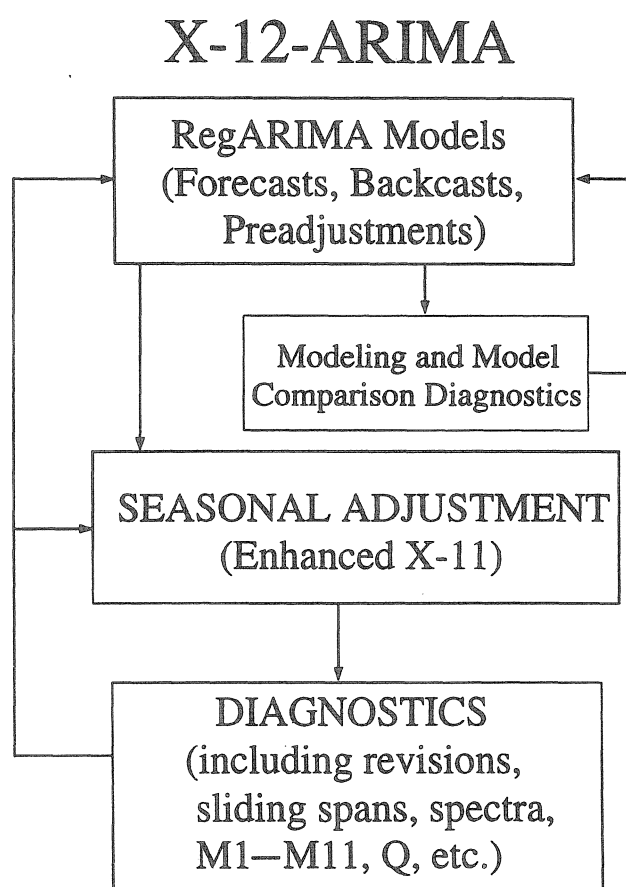 X-12-ARIMA
RegARIMA Models
(Forecasts, Backcasts,
Preadjustments)
Modeling and Model
Comparison Diagnostics
SEASONAL ADJUSTMENT
(Enhanced X-11)
DIAGNOSTICS
(including revisions,
sliding spans, spectra,
M1—M11, Q, etc.)